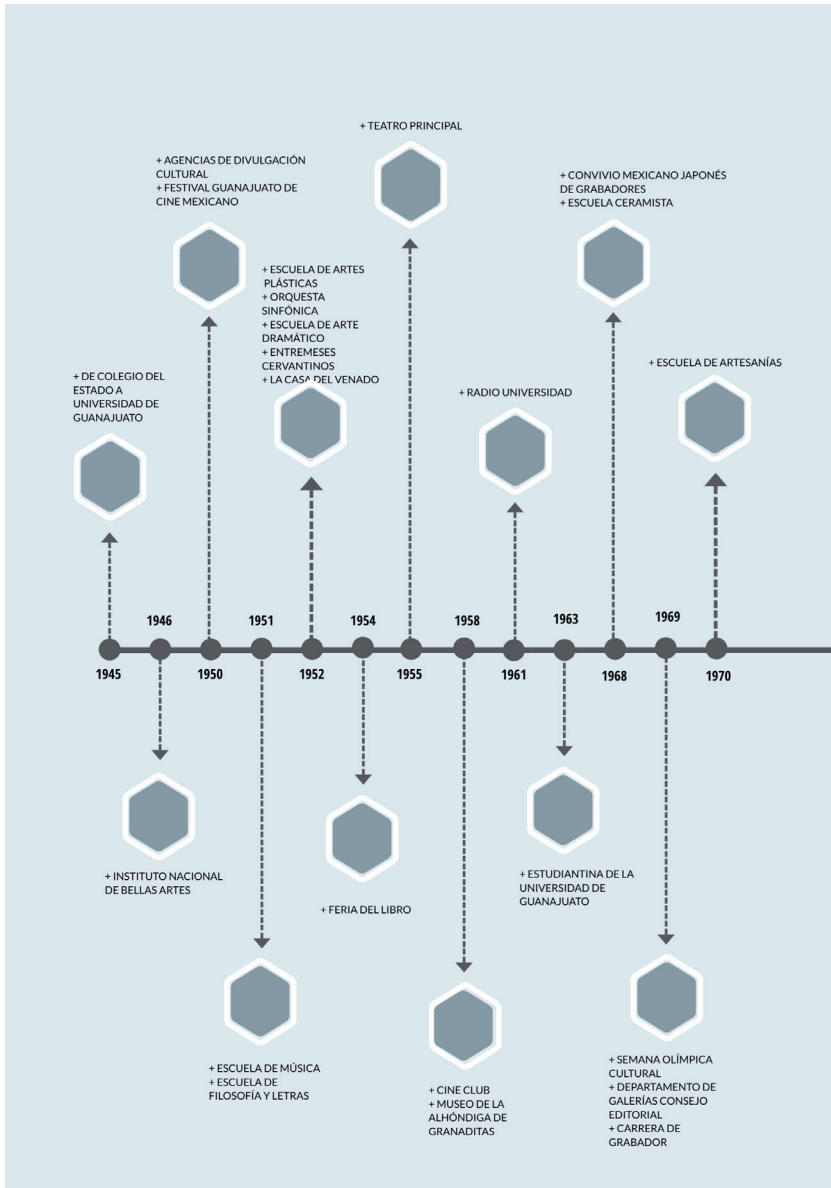 + TEATRO PRINCIPAL
+ AGENCIAS DE DIVULGACIÓN
CULTURAL
+ FESTIVAL GUANAJUATO DE
CINE MEXICANO
+ CONVIVIO MEXICANO JAPONÉS
DE GRABADORES
+ ESCUELA CERAMISTA
+ ESCUELA DE ARTES
PLÁSTICAS
+ ORQUESTA
SINFÓNICA
+ ESCUELA DE ARTE
DRAMÁTICO
+ ENTREMESES
CERVANTINOS
+ LA CASA DEL VENADO
+ DE COLEGIO DEL
ESTADO A
UNIVERSIDAD DE
GUANAJUATO
+ RADIO UNIVERSIDAD
+ ESCUELA DE ARTESANÍAS
1946
1951
1954
1958
1963
1969
1945
1950
1952
1955
1961
1968
1970
+ INSTITUTO NACIONAL
DE BELLAS ARTES
+ FERIA DEL LIBRO
+ ESTUDIANTINA DE LA
UNIVERSIDAD DE
GUANAJUATO
+ ESCUELA DE MÚSICA
+ ESCUELA DE
FILOSOFÍA Y LETRAS
+ CINE CLUB
+ MUSEO DE LA
ALHÓNDIGA DE
GRANADITAS
+ SEMANA OLÍMPICA
CULTURAL
+ DEPARTAMENTO DE
GALERÍAS CONSEJO
EDITORIAL
+ CARRERA DE
GRABADOR